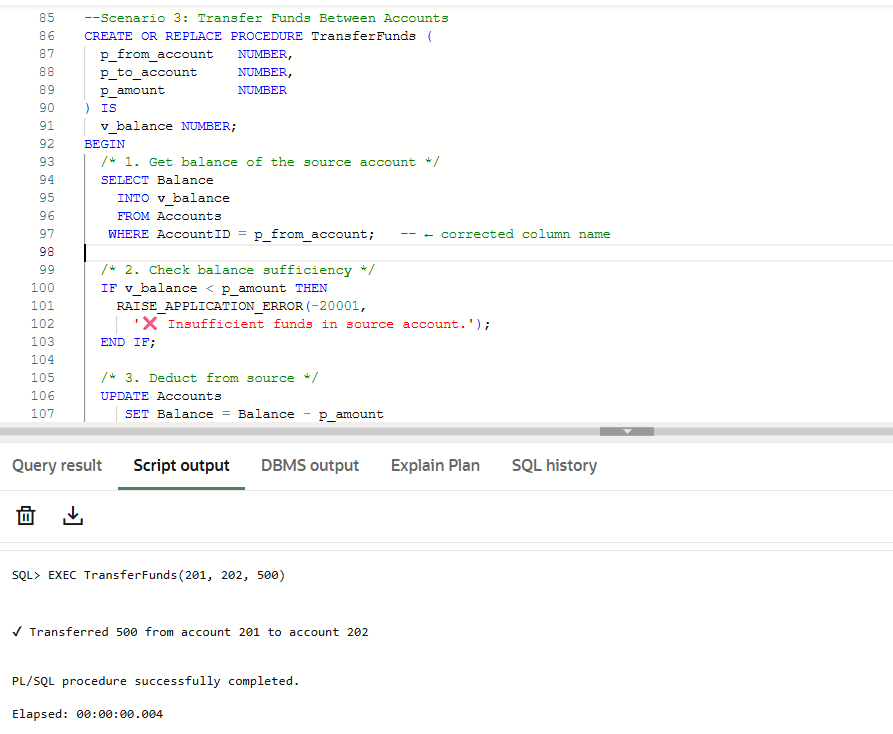 85 --Scenario 3: Transfer Funds Between Accounts
86 CREATE OR REPLACE PROCEDURE TransferFunds (
87 p_from_account NUMBER,
88 p_to_account NUMBER,
89 p_amount NUMBER
90 ) IS
91 v_balance NUMBER;
92 BEGIN
93 /* 1. Get balance of the source account */
94 SELECT Balance
95 INTO v_balance
96 FROM Accounts
97 WHERE AccountID = p_from_account; -- ← corrected column name
98
99 /* 2. Check balance sufficiency */
100 IF v_balance < p_amount THEN
101 RAISE_APPLICATION_ERROR(-20001,
102 '❌ Insufficient funds in source account.');
103 END IF;
104
105 /* 3. Deduct from source */
106 UPDATE Accounts
107 SET Balance = Balance - p_amount
Query result Script output DBMS output Explain Plan SQL history
SQL> EXEC TransferFunds(201, 202, 500)
✓ Transferred 500 from account 201 to account 202
PL/SQL procedure successfully completed.
Elapsed: 00:00:00.004